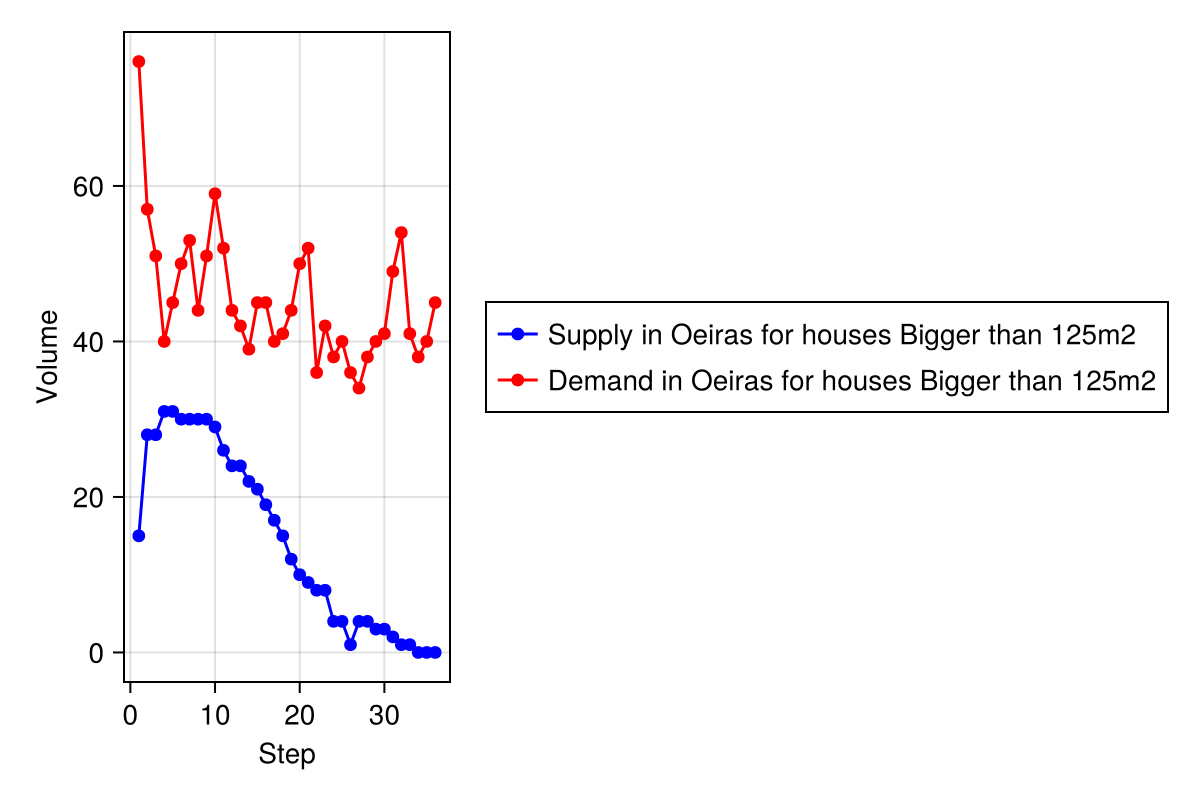 Volume
60
40
20
0
0 10 20 30
Step
Supply in Oeiras for houses Bigger than 125m2
Demand in Oeiras for houses Bigger than 125m2